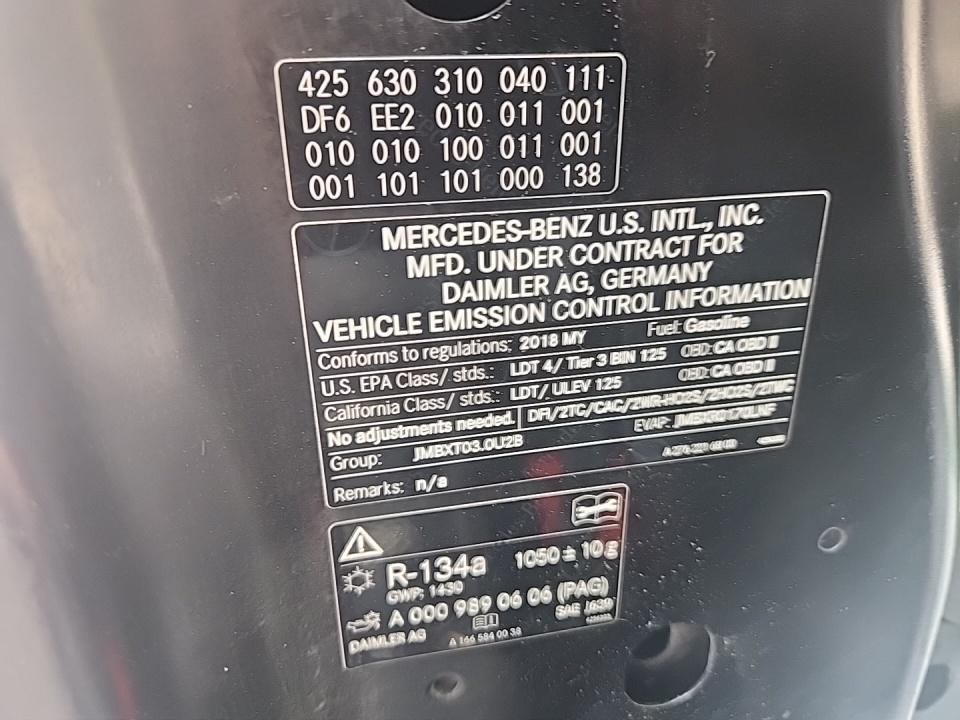 425 630 310 040 111
DF6 EE2 010 011 001
010 010 100 011 001
001 101 101 000 138
MERCEDES-BENZ U.S. INTL., INC.
MFD. UNDER CONTRACT FOR
DAIMLER AG, GERMANY
VEHICLE EMISSION CONTROL INFORMATION
Conforms to regulations: 2018 MY Fuel: Gasoline
U.S. EPA Class/ stds.: LDT 4/ Tier 3 BIN 125 OBD: CA OBD II
California Class/ stds.: LDT/ ULEV 125 OBD: CA OBD II
No adjustments needed. DFI/2TC/CAC/2WR-HO2S/2HO2S/2TWC
Group: JMBXT03.0U2B EVAP:
Remarks: n/a
R-134a 1050 ± 10 g
GWP: 1430
A 000 989 06 06 (PAG)
SAE J639
DAIMLER AG A 166 584 00 38